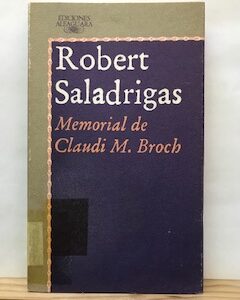 EDICIONES
ALFAGUARA
Robert
Saladrigas
Memorial de
Claudi M. Broch